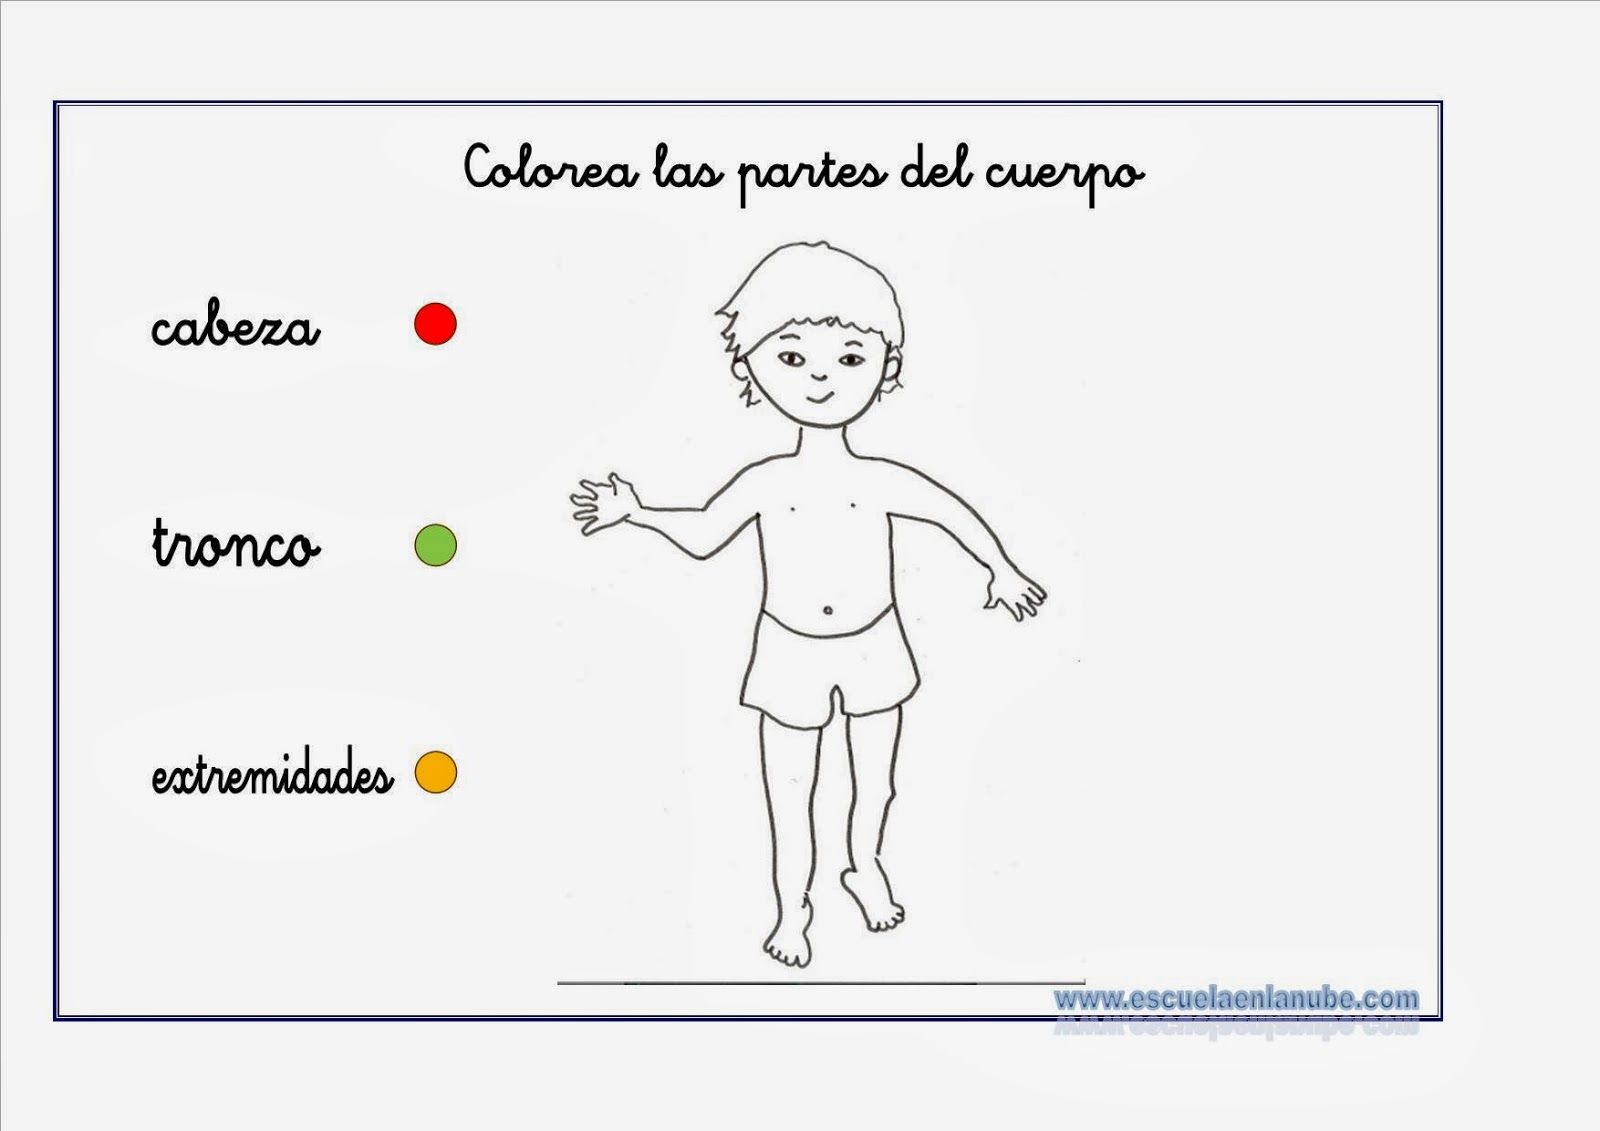 Colorea las partes del cuerpo
cabeza
tronco
extremidades
www.escuelaenlanube.com